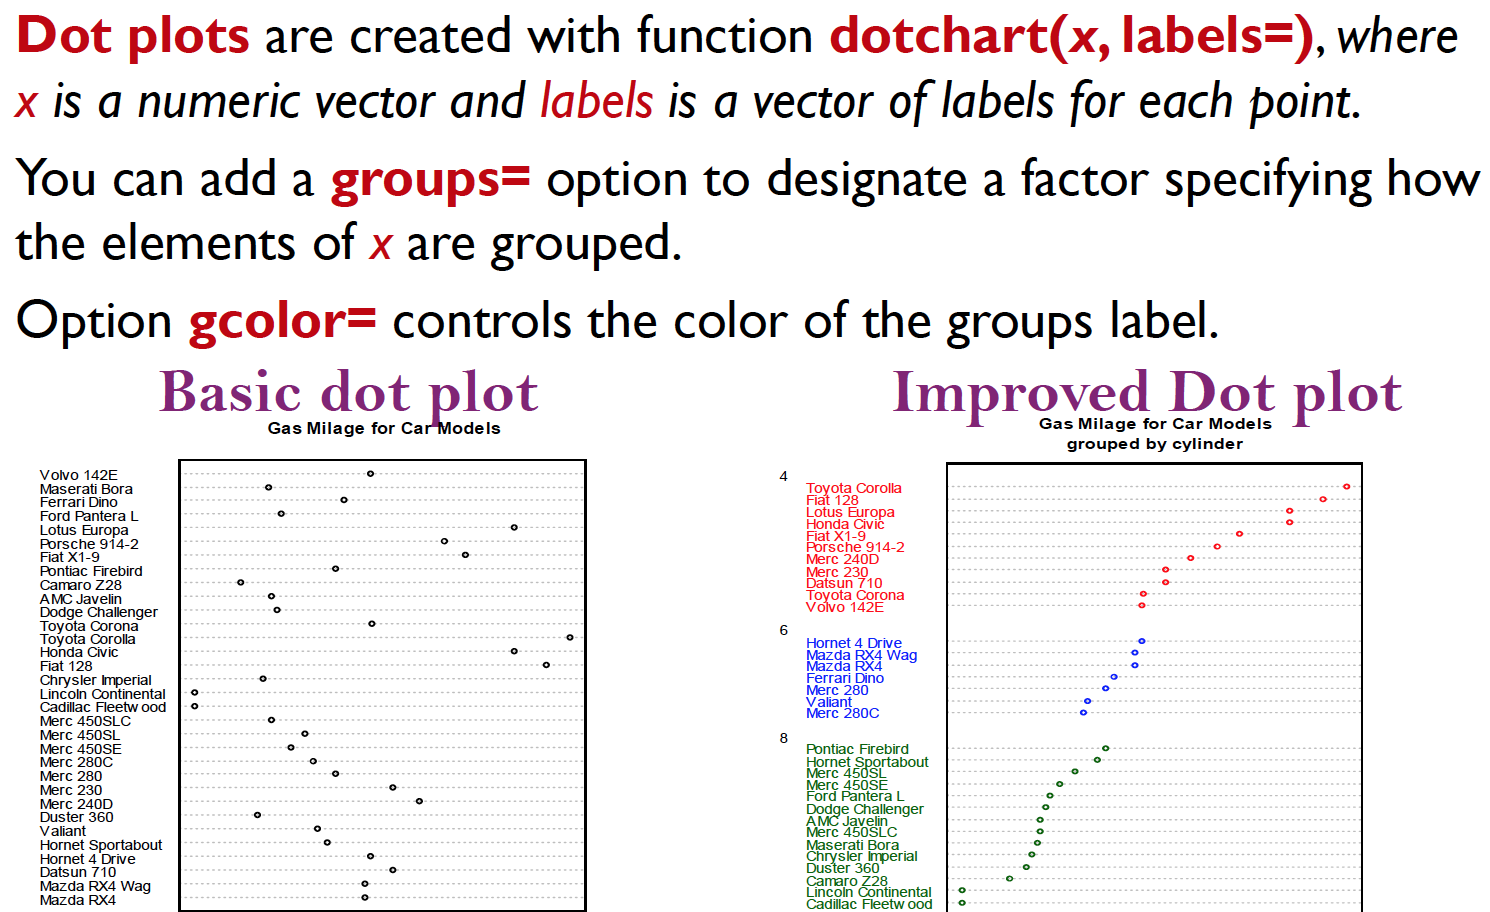 Dot plots are created with function dotchart(x, labels=), where
x is a numeric vector and labels is a vector of labels for each point.
You can add a groups= option to designate a factor specifying how
the elements of x are grouped.
Option gcolor= controls the color of the groups label.
Basic dot plot
Gas Milage for Car Models
Volvo 142E
Maserati Bora
Ferrari Dino
Ford Pantera L
Lotus Europa
Porsche 914-2
Fiat X1-9
Pontiac Firebird
Camaro Z28
AMC Javelin
Dodge Challenger
Toyota Corona
Toyota Corolla
Honda Civic
Fiat 128
Chrysler Imperial
Lincoln Continental
Cadillac Fleetwood
Merc 450SLC
Merc 450SL
Merc 450SE
Merc 280C
Merc 280
Merc 230
Merc 240D
Duster 360
Valiant
Hornet Sportabout
Hornet 4 Drive
Datsun 710
Mazda RX4 Wag
Mazda RX4
Improved Dot plot
Gas Milage for Car Models
grouped by cylinder
4
Toyota Corolla
Fiat 128
Lotus Europa
Honda Civic
Fiat X1-9
Porsche 914-2
Merc 240D
Merc 230
Datsun 710
Toyota Corona
Volvo 142E
6
Hornet 4 Drive
Mazda RX4 Wag
Mazda RX4
Ferrari Dino
Merc 280
Valiant
Merc 280C
8
Pontiac Firebird
Hornet Sportabout
Merc 450SL
Merc 450SE
Ford Pantera L
Dodge Challenger
AMC Javelin
Merc 450SLC
Maserati Bora
Chrysler Imperial
Duster 360
Camaro Z28
Lincoln Continental
Cadillac Fleetwood